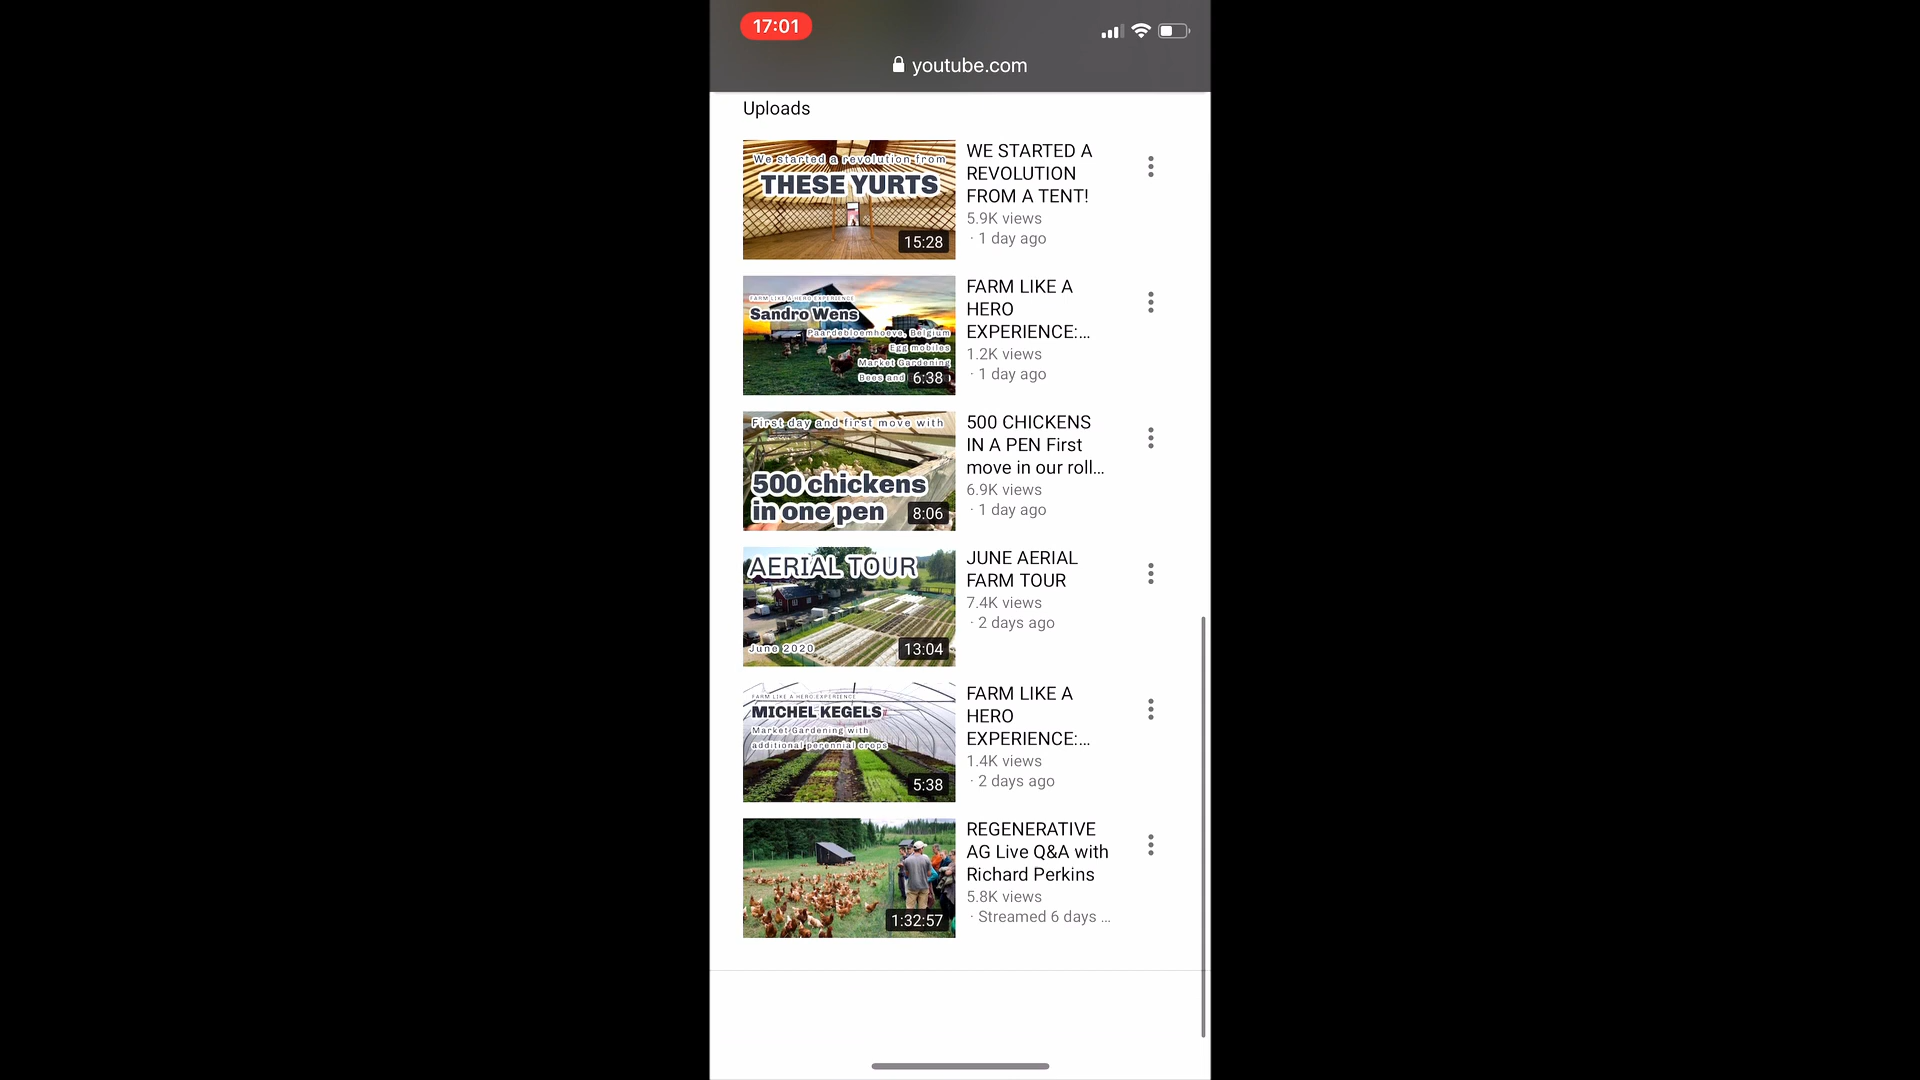 17:01
youtube.com
Uploads
We started a revolution from
THESE YURTS
15:28
WE STARTED A
REVOLUTION
FROM A TENT!
5.9K views
· 1 day ago
FARM LIKE A HERO EXPERIENCE
Sandro Wens
Paardebloemhoeve, Belgium
Egg mobiles
Market Gardening
Bees and
6:38
FARM LIKE A
HERO
EXPERIENCE:...
1.2K views
· 1 day ago
First day and first move with
500 chickens
in one pen
8:06
500 CHICKENS
IN A PEN First
move in our roll...
6.9K views
· 1 day ago
AERIAL TOUR
June 2020
13:04
JUNE AERIAL
FARM TOUR
7.4K views
· 2 days ago
FARM LIKE A HERO EXPERIENCE
MICHEL KEGELS
Market Gardening with
additional perennial crops
5:38
FARM LIKE A
HERO
EXPERIENCE:...
1.4K views
· 2 days ago
1:32:57
REGENERATIVE
AG Live Q&A with
Richard Perkins
5.8K views
· Streamed 6 days ...